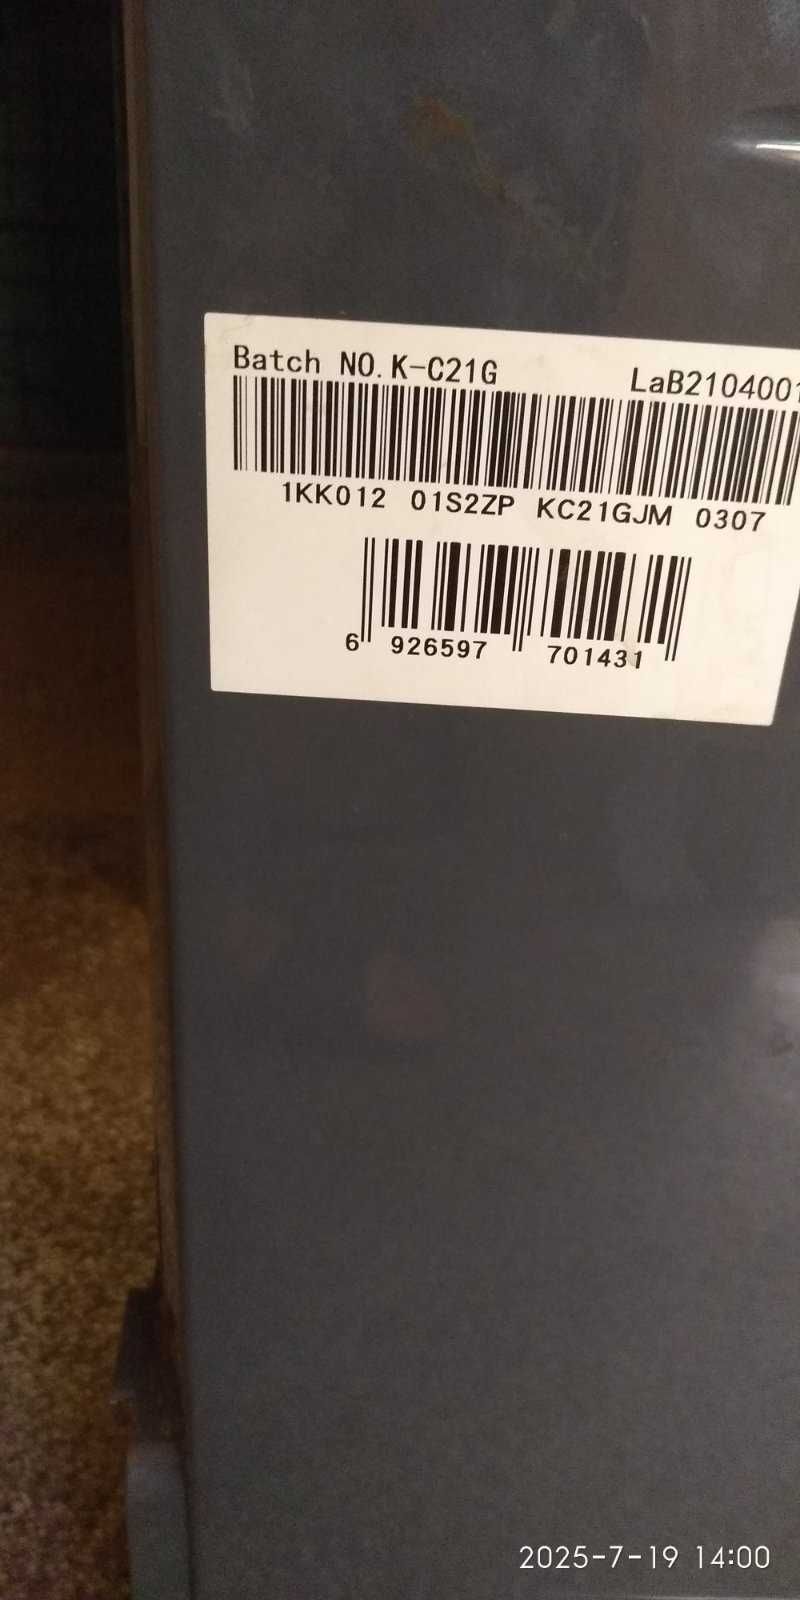 Batch NO.K-C21G LaB2104001
1KK012 01S2ZP KC21GJM 0307
6 926597 701431
2025-7-19 14:00